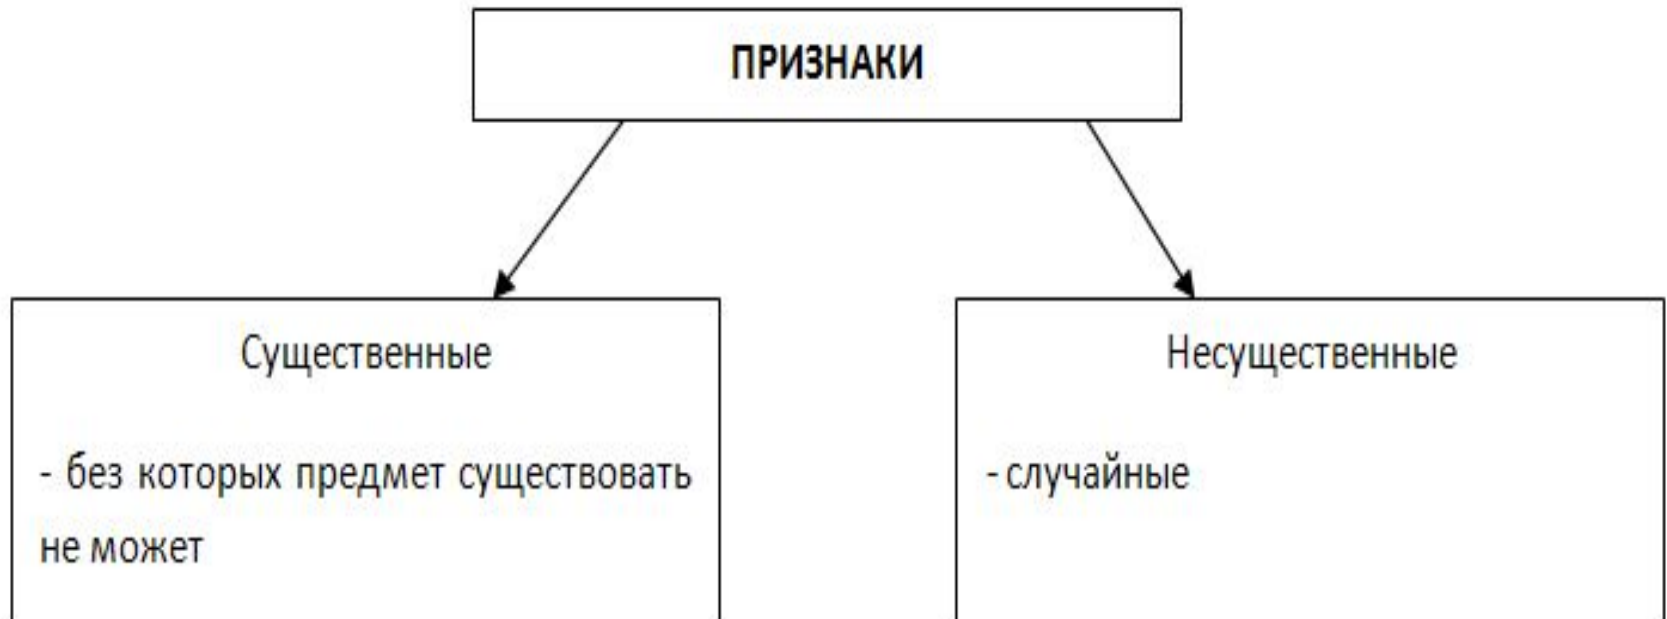 ПРИЗНАКИ
Существенные
- без которых предмет существовать
не может
Несущественные
- случайные